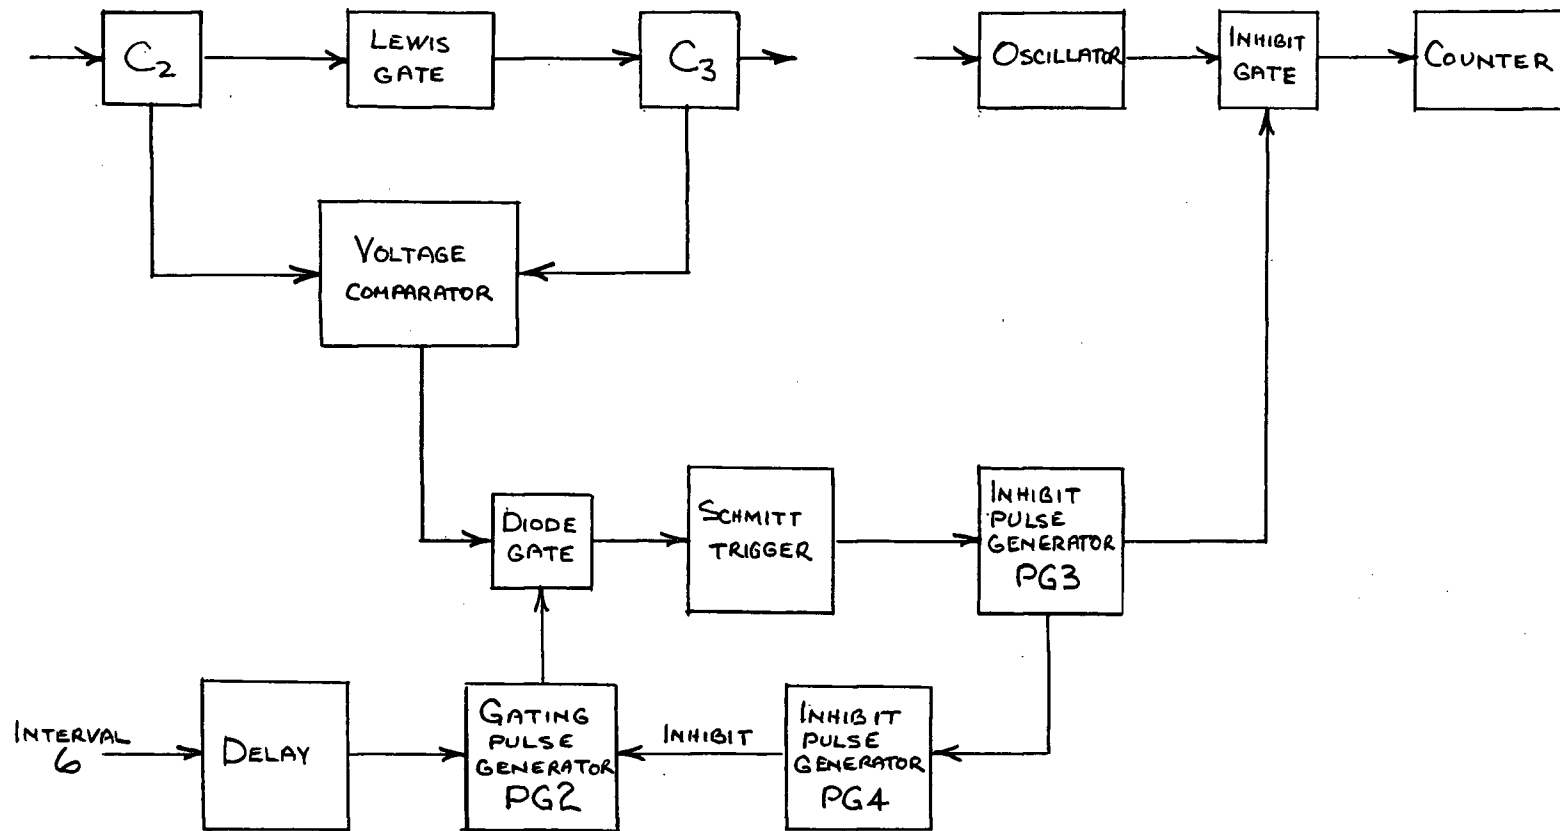 C2
LEWIS
GATE
C3
OSCILLATOR
INHIBIT
GATE
COUNTER
VOLTAGE
COMPARATOR
DIODE
GATE
SCHMITT
TRIGGER
INHIBIT
PULSE
GENERATOR
PG3
INTERVAL
6
DELAY
GATING
PULSE
GENERATOR
PG2
INHIBIT
INHIBIT
PULSE
GENERATOR
PG4